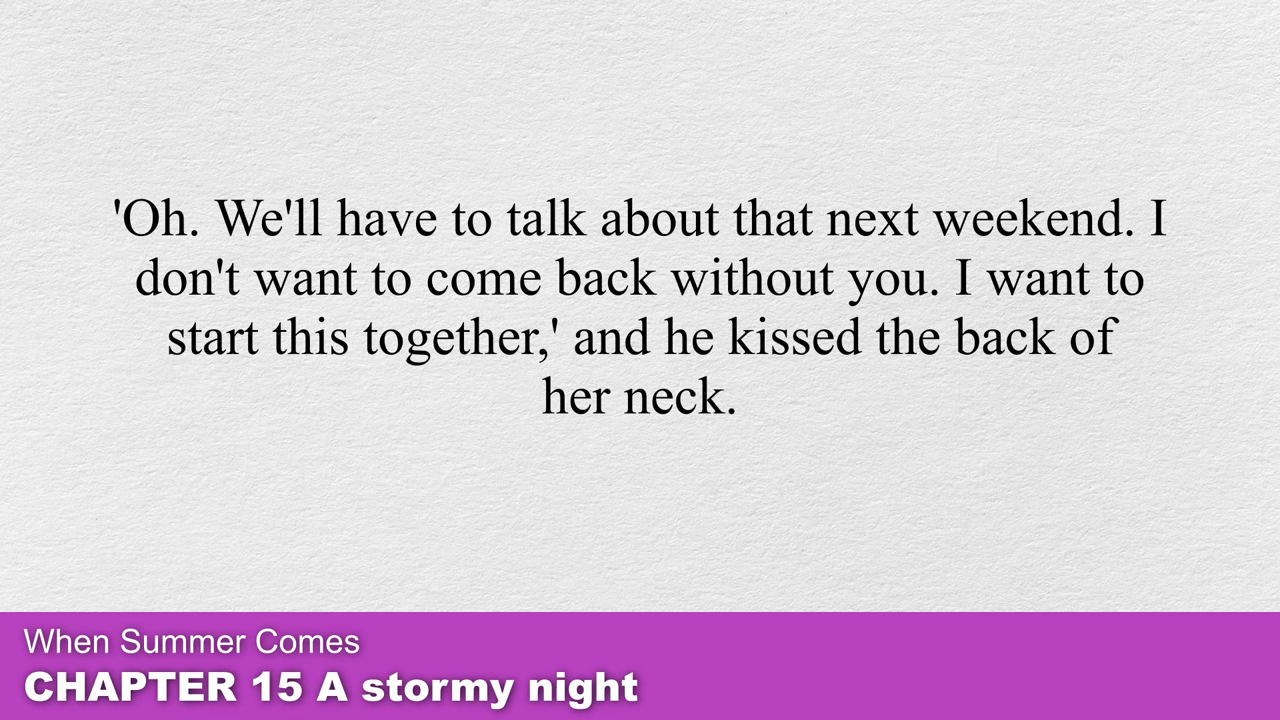 'Oh. We'll have to talk about that next weekend. I
don't want to come back without you. I want to
start this together,' and he kissed the back of
her neck.
When Summer Comes
CHAPTER 15 A stormy night